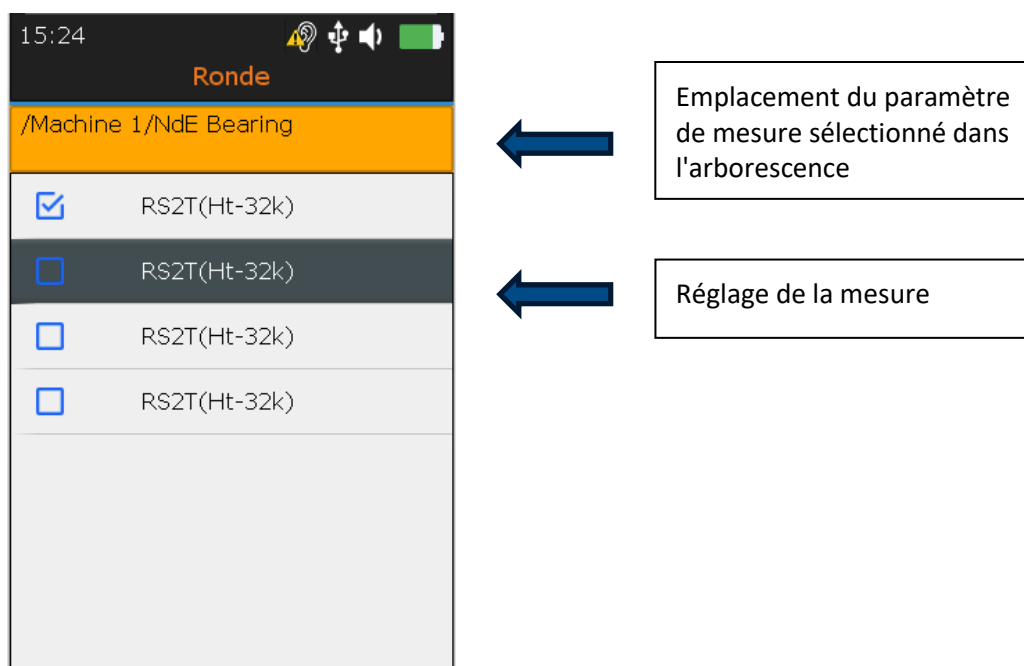 15:24
Ronde
/Machine 1/NdE Bearing
RS2T(Ht-32k)
RS2T(Ht-32k)
RS2T(Ht-32k)
RS2T(Ht-32k)
Emplacement du paramètre
de mesure sélectionné dans
l'arborescence
Réglage de la mesure